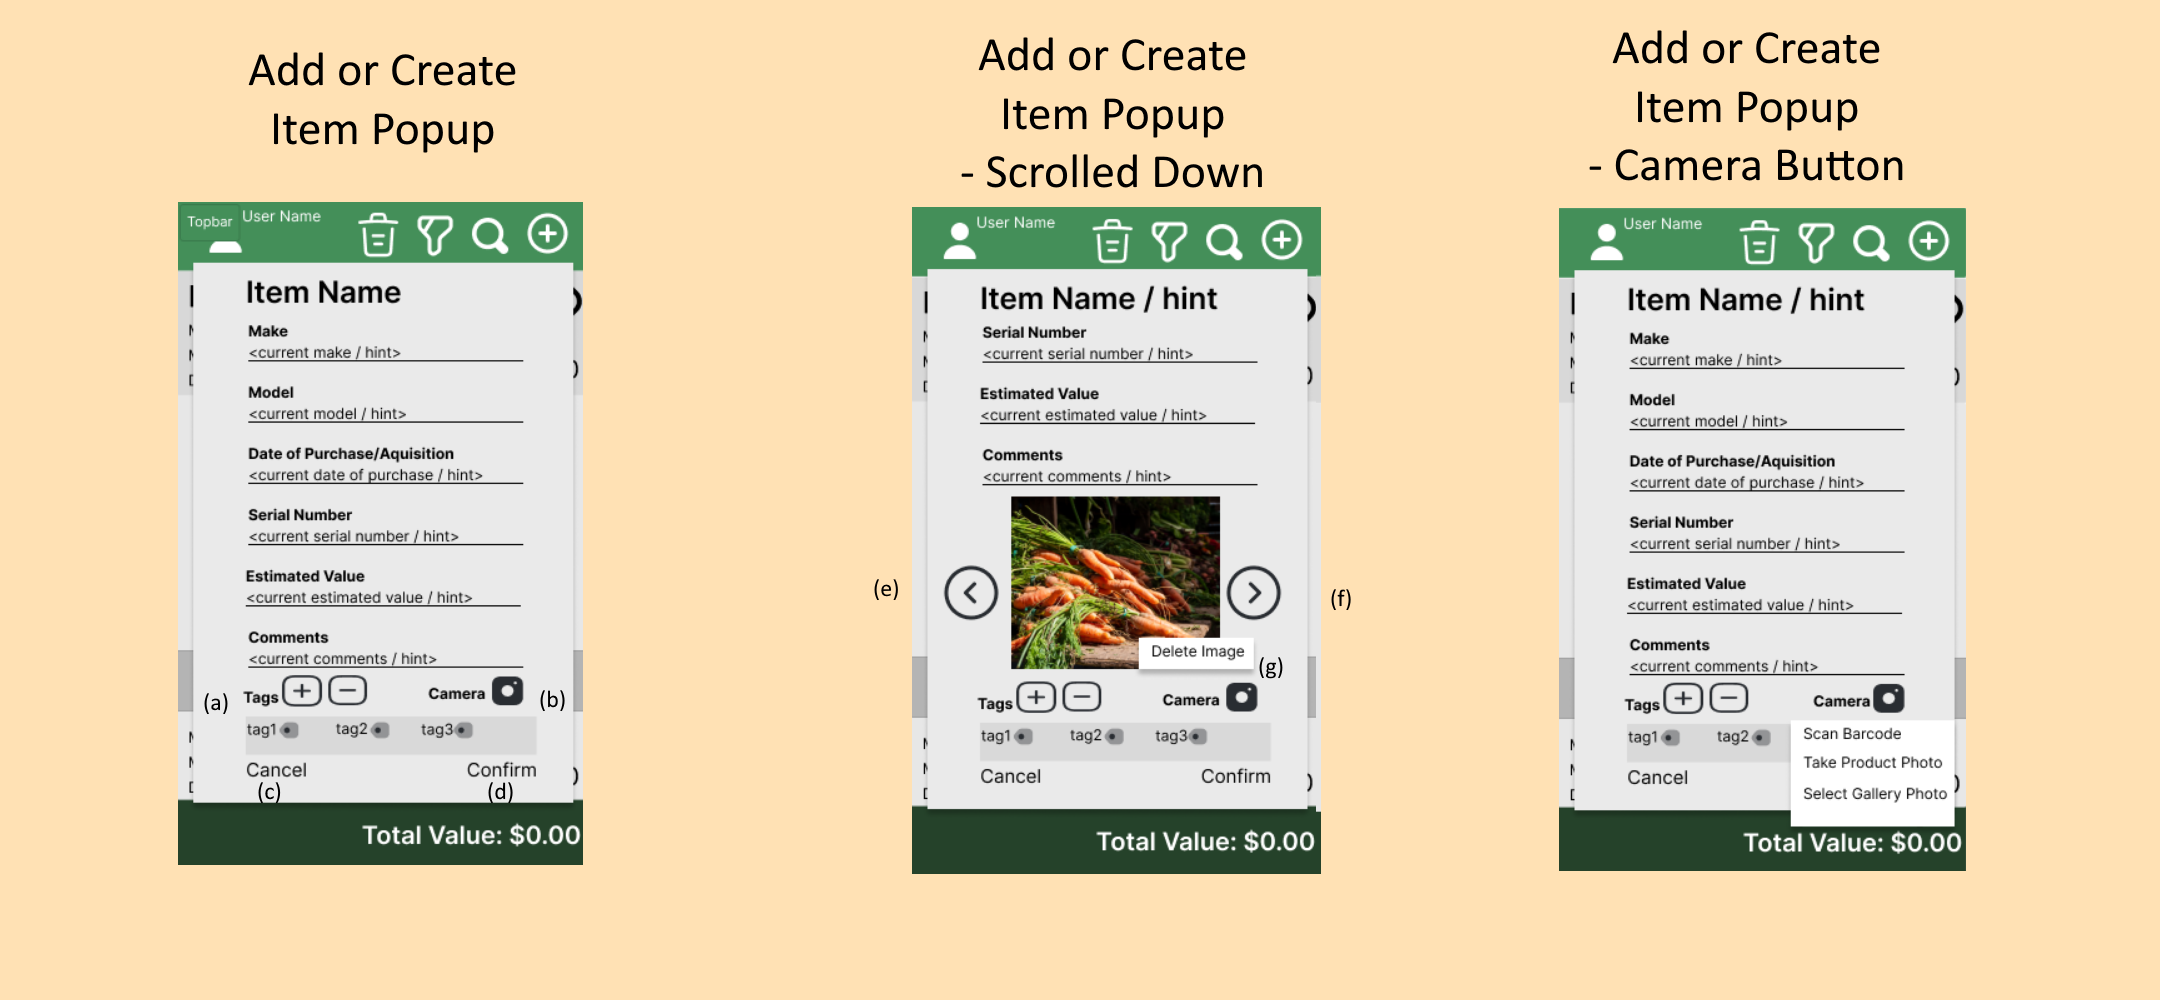 Add or Create
Item Popup
Topbar
User Name
Item Name
Make
<current make / hint>
Model
<current model / hint>
Date of Purchase/Aquisition
<current date of purchase / hint>
Serial Number
<current serial number / hint>
Estimated Value
<current estimated value / hint>
Comments
<current comments / hint>
(a)
Tags
Camera
(b)
tag1
tag2
tag3
Cancel
Confirm
(c)
(d)
Total Value: $0.00
Add or Create
Item Popup
- Scrolled Down
User Name
Item Name / hint
Serial Number
<current serial number / hint>
Estimated Value
<current estimated value / hint>
Comments
<current comments / hint>
(e)
(f)
Delete Image
(g)
Tags
Camera
tag1
tag2
tag3
Cancel
Confirm
Total Value: $0.00
Add or Create
Item Popup
- Camera Button
User Name
Item Name / hint
Make
<current make / hint>
Model
<current model / hint>
Date of Purchase/Aquisition
<current date of purchase / hint>
Serial Number
<current serial number / hint>
Estimated Value
<current estimated value / hint>
Comments
<current comments / hint>
Tags
Camera
tag1
tag2
Scan Barcode
Take Product Photo
Cancel
Select Gallery Photo
Total Value: $0.00